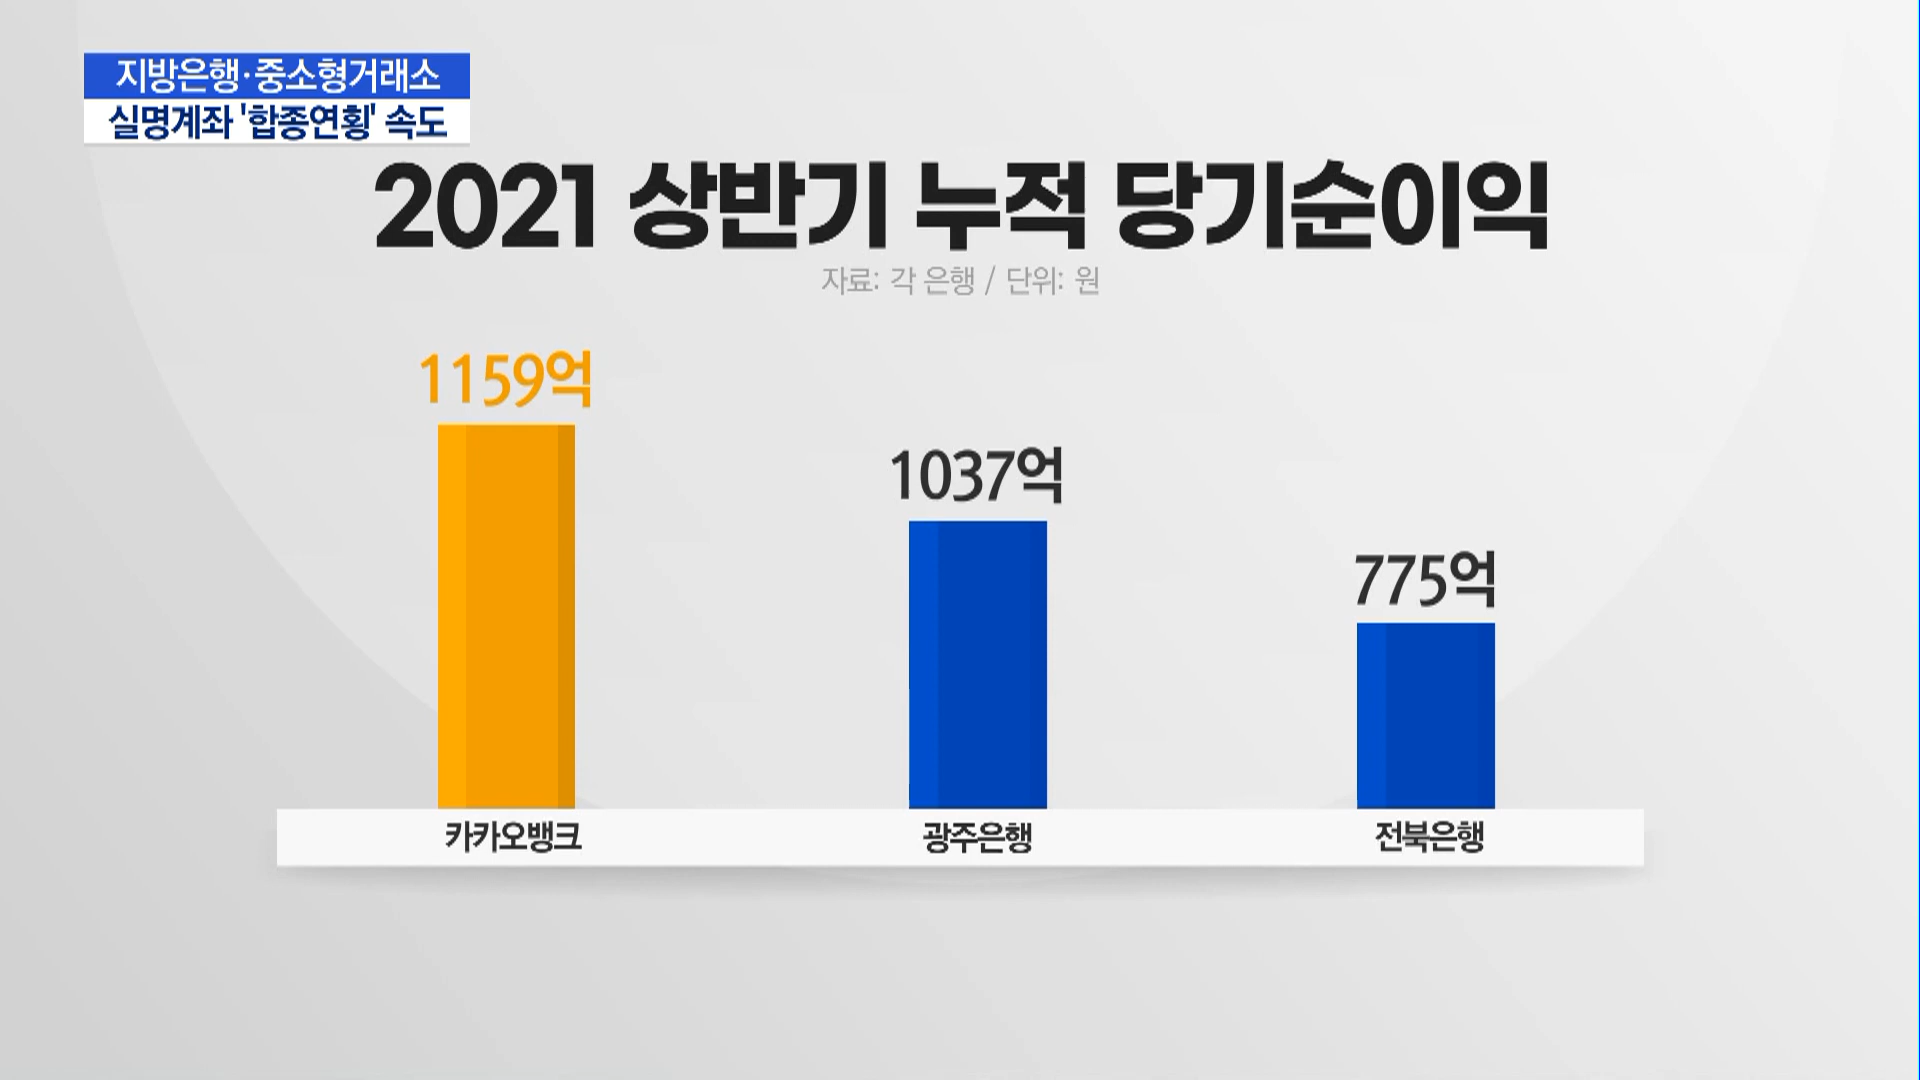 지방은행·중소형거래소
실명계좌 '합종연횡' 속도
2021 상반기 누적 당기순이익
자료: 각 은행 / 단위: 원
1159억
1037억
775억
카카오뱅크
광주은행
전북은행